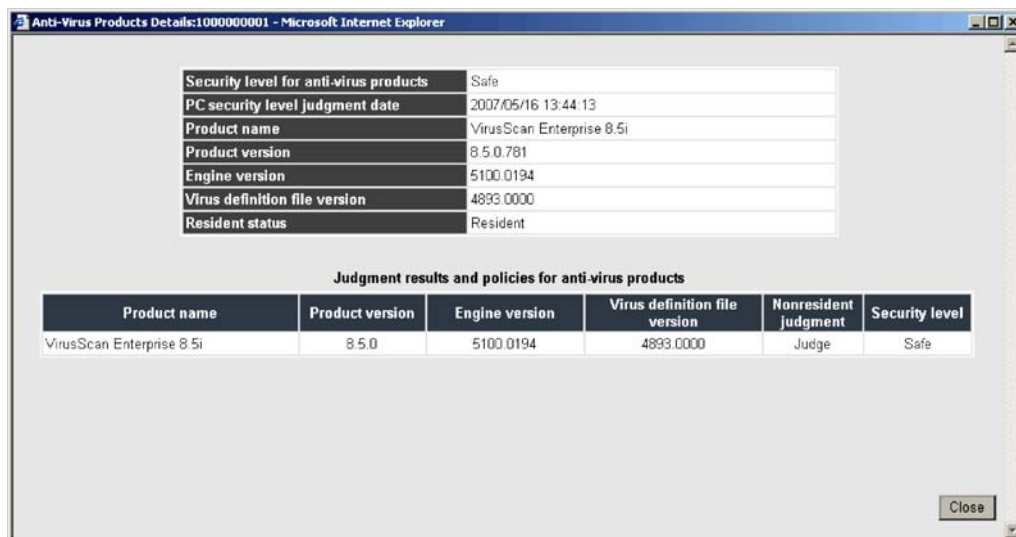 Anti-Virus Products Details:1000000001 - Microsoft Internet Explorer
Security level for anti-virus products Safe
PC security level judgment date 2007/05/16 13:44:13
Product name VirusScan Enterprise 8.5i
Product version 8.5.0.781
Engine version 5100.0194
Virus definition file version 4893.0000
Resident status Resident
Judgment results and policies for anti-virus products
Product name Product version Engine version Virus definition file version Nonresident judgment Security level
VirusScan Enterprise 8.5i 8.5.0 5100.0194 4893.0000 Judge Safe
Close